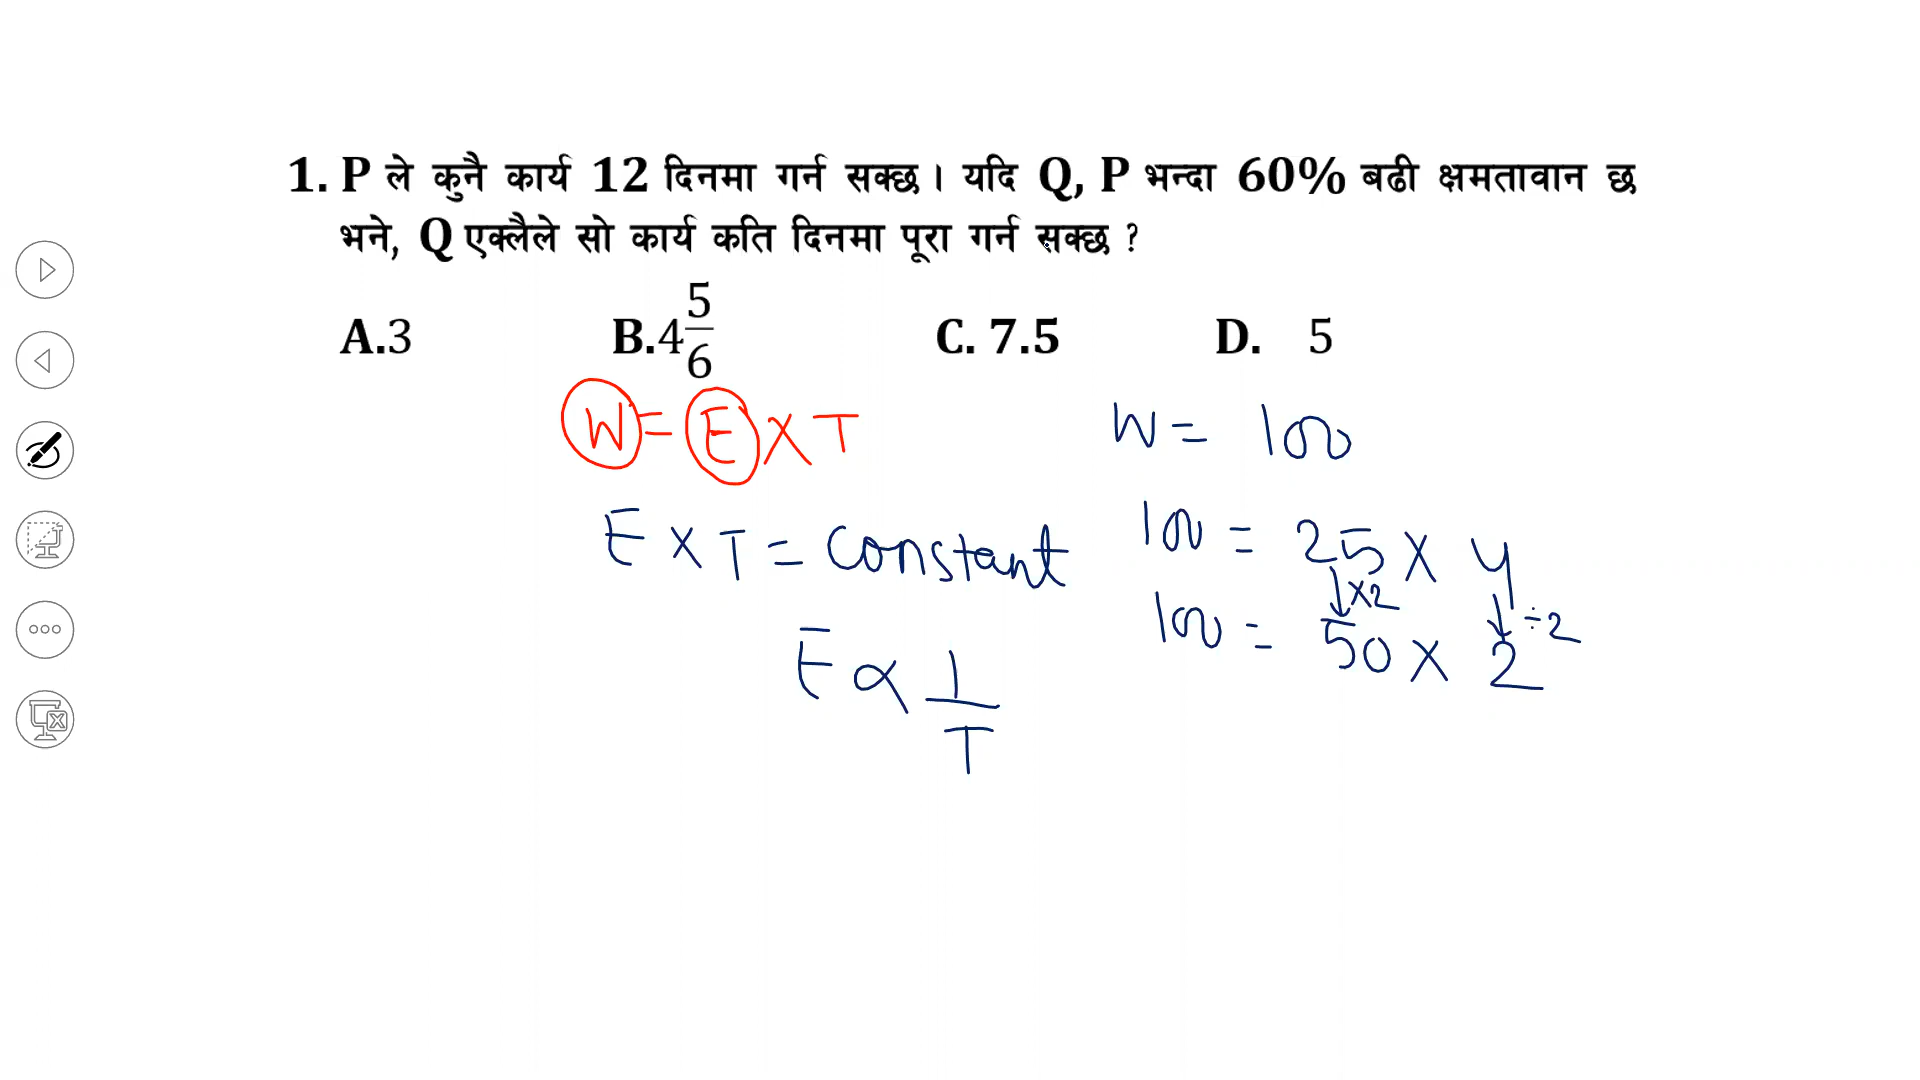 1. P ले कुनै कार्य 12 दिनमा गर्न सक्छ। यदि Q, P भन्दा 60% बढी क्षमतावान छ
भने, Q एक्लैले सो कार्य कति दिनमा पूरा गर्न सक्छ ?
A.3 B.4 5/6 C. 7.5 D. 5
W = E X T
W = 100
E X T = constant
100 = 25 X 4
↓X2 ↓÷2
100 = 50 X 2
E ∝ 1/T